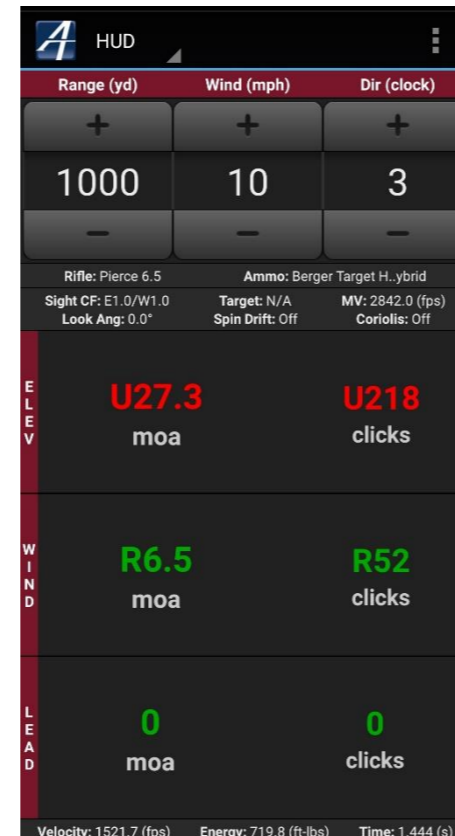 HUD
Range (yd) Wind (mph) Dir (clock)
+ + +
1000 10 3
− − −
Rifle: Pierce 6.5 Ammo: Berger Target H..ybrid
Sight CF: E1.0/W1.0 Target: N/A MV: 2842.0 (fps)
Look Ang: 0.0° Spin Drift: Off Coriolis: Off
ELEV U27.3 U218
moa clicks
WIND R6.5 R52
moa clicks
LEAD 0 0
moa clicks
Velocity: 1521.7 (fps) Energy: 719.8 (ft-lbs) Time: 1.444 (s)